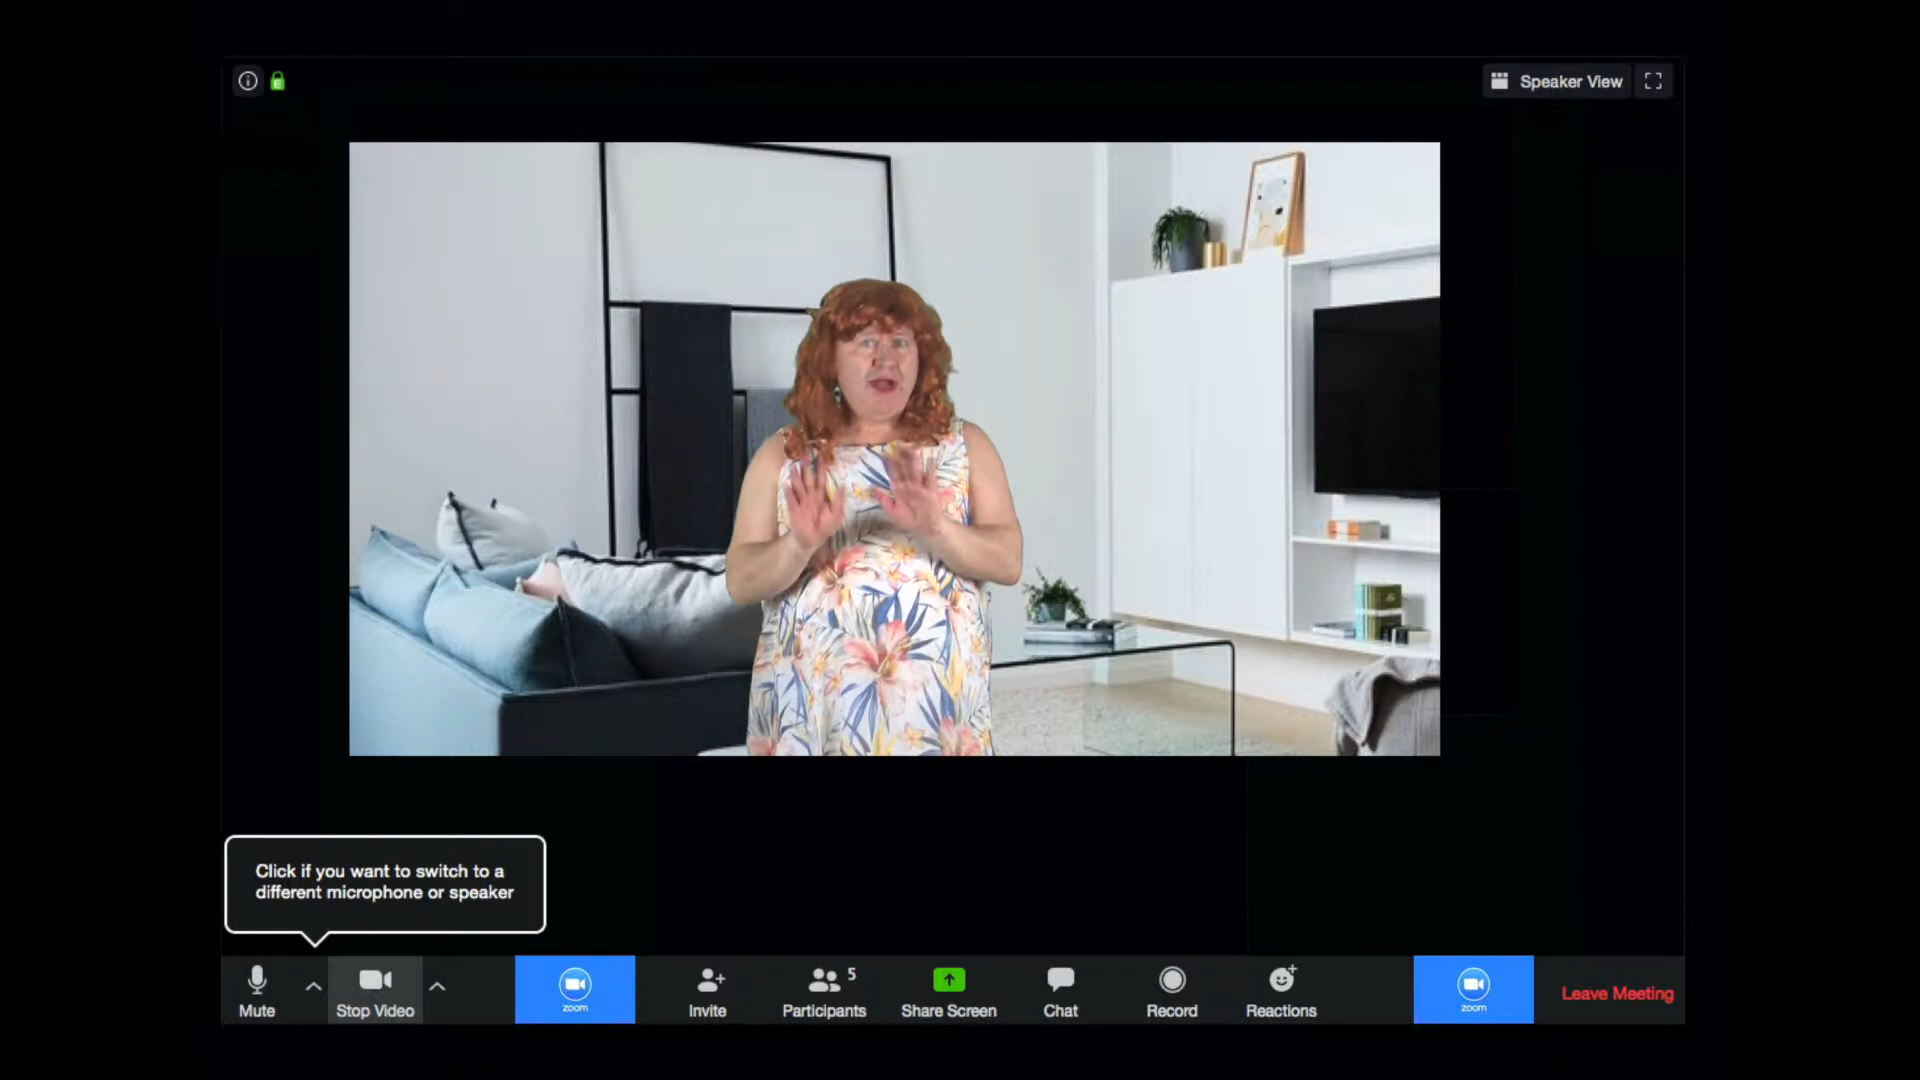 Speaker View
Click if you want to switch to a
different microphone or speaker
Mute
Stop Video
zoom
Invite
Participants
5
Share Screen
Chat
Record
Reactions
zoom
Leave Meeting